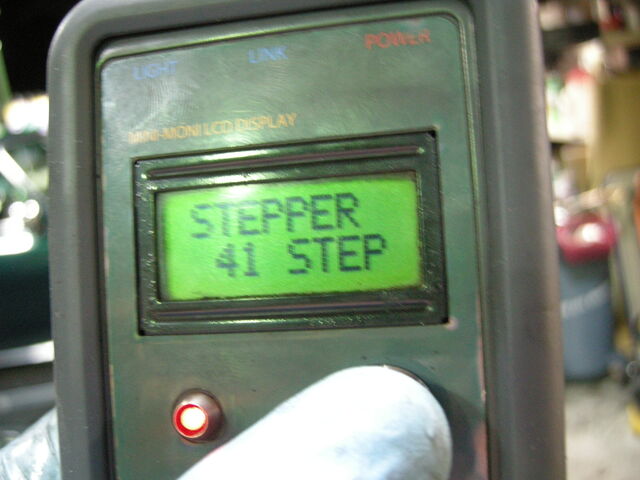 LIGHT LINK POWER
MINI-MONI LCD DISPLAY
STEPPER
41 STEP